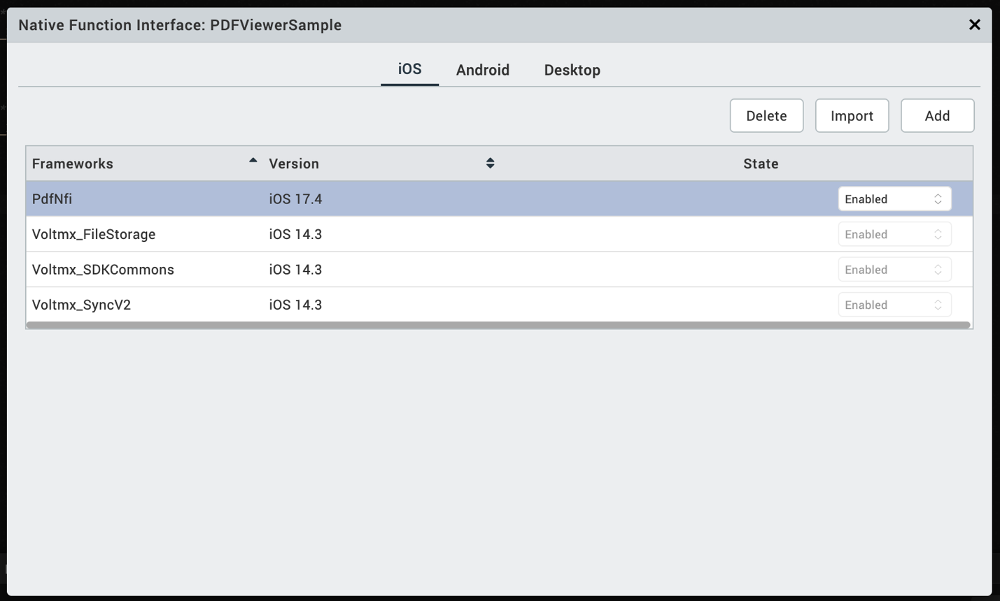 Native Function Interface: PDFViewerSample
iOS Android Desktop
Delete Import Add
Frameworks Version State
PdfNfi iOS 17.4 Enabled
Voltmx_FileStorage iOS 14.3 Enabled
Voltmx_SDKCommons iOS 14.3 Enabled
Voltmx_SyncV2 iOS 14.3 Enabled